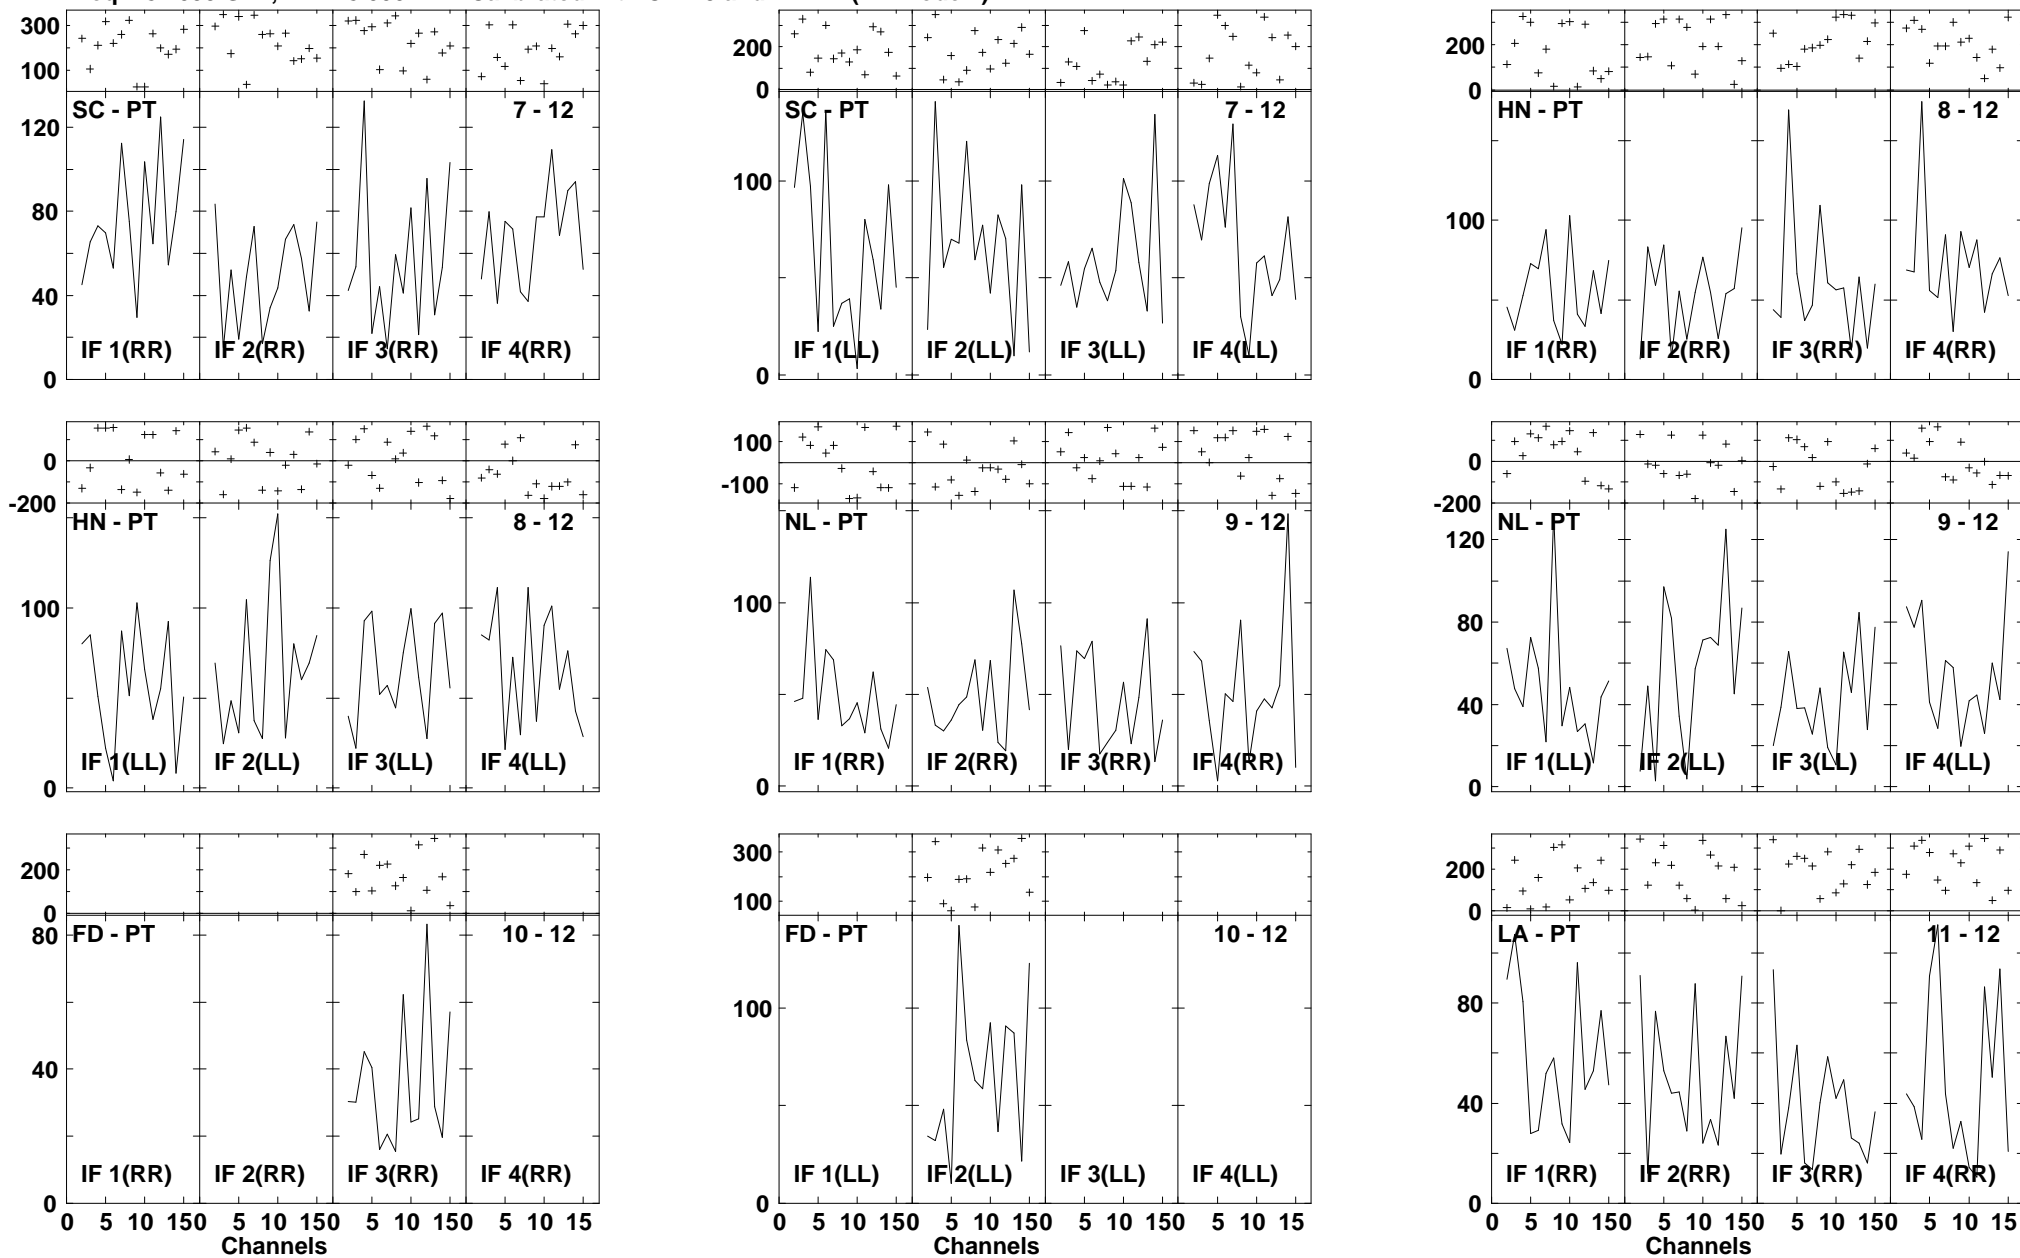 300
100
SC - PT 7 - 12
120
80
40
0
IF 1(RR) IF 2(RR) IF 3(RR) IF 4(RR)
200
0
SC - PT 7 - 12
100
0
IF 1(LL) IF 2(LL) IF 3(LL) IF 4(LL)
200
0
HN - PT 8 - 12
100
0
IF 1(RR) IF 2(RR) IF 3(RR) IF 4(RR)
0
-200
HN - PT 8 - 12
100
0
IF 1(LL) IF 2(LL) IF 3(LL) IF 4(LL)
100
-100
NL - PT 9 - 12
100
0
IF 1(RR) IF 2(RR) IF 3(RR) IF 4(RR)
0
-200
NL - PT 9 - 12
120
80
40
0
IF 1(LL) IF 2(LL) IF 3(LL) IF 4(LL)
200
0
FD - PT 10 - 12
80
40
0
IF 1(RR) IF 2(RR) IF 3(RR) IF 4(RR)
0 5 10 150 5 10 150 5 10 150 5 10 15
Channels
300
100
FD - PT 10 - 12
100
0
IF 1(LL) IF 2(LL) IF 3(LL) IF 4(LL)
0 5 10 150 5 10 150 5 10 150 5 10 15
Channels
200
0
LA - PT 11 - 12
80
40
0
IF 1(RR) IF 2(RR) IF 3(RR) IF 4(RR)
0 5 10 150 5 10 150 5 10 150 5 10 15
Channels